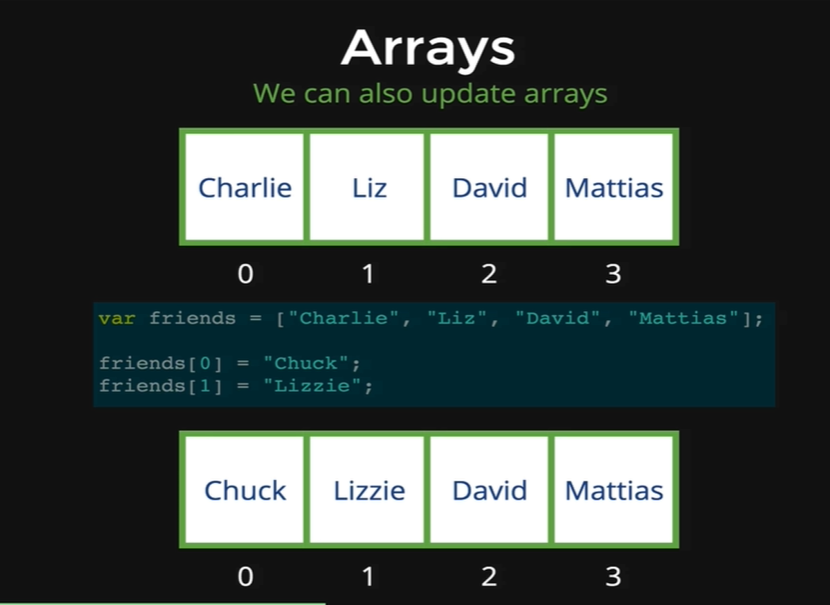 Arrays
We can also update arrays
Charlie Liz David Mattias
0 1 2 3
var friends = ["Charlie", "Liz", "David", "Mattias"];
friends[0] = "Chuck";
friends[1] = "Lizzie";
Chuck Lizzie David Mattias
0 1 2 3